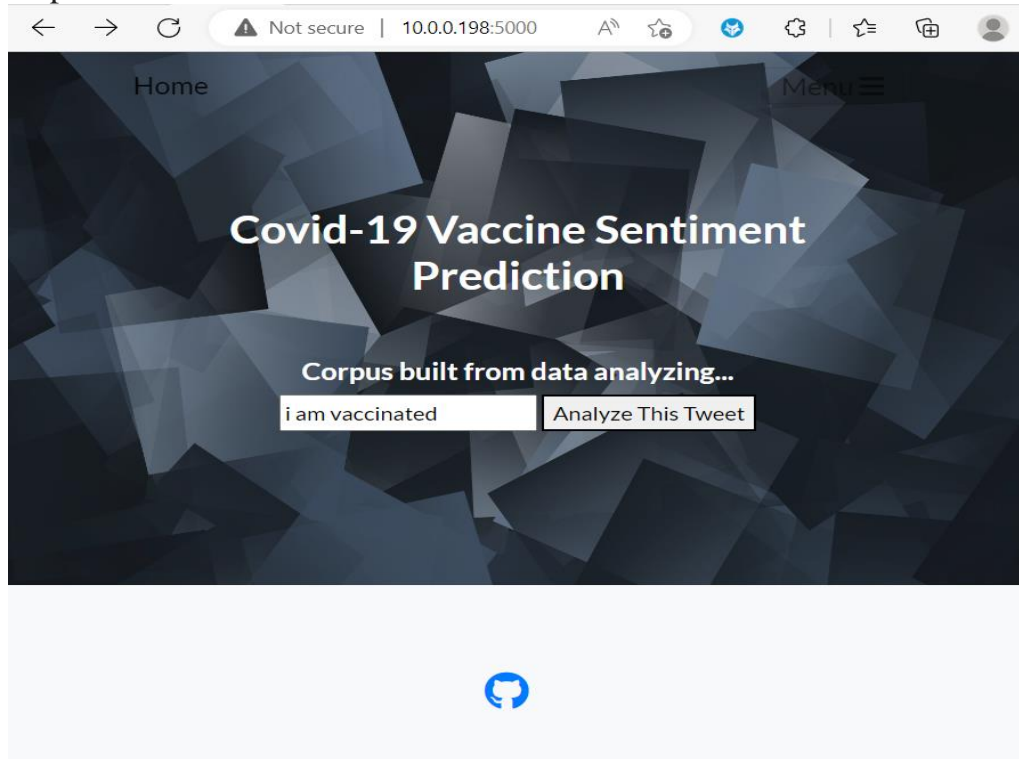 Not secure | 10.0.0.198:5000
Home Menu
Covid-19 Vaccine Sentiment
Prediction
Corpus built from data analyzing...
i am vaccinated Analyze This Tweet